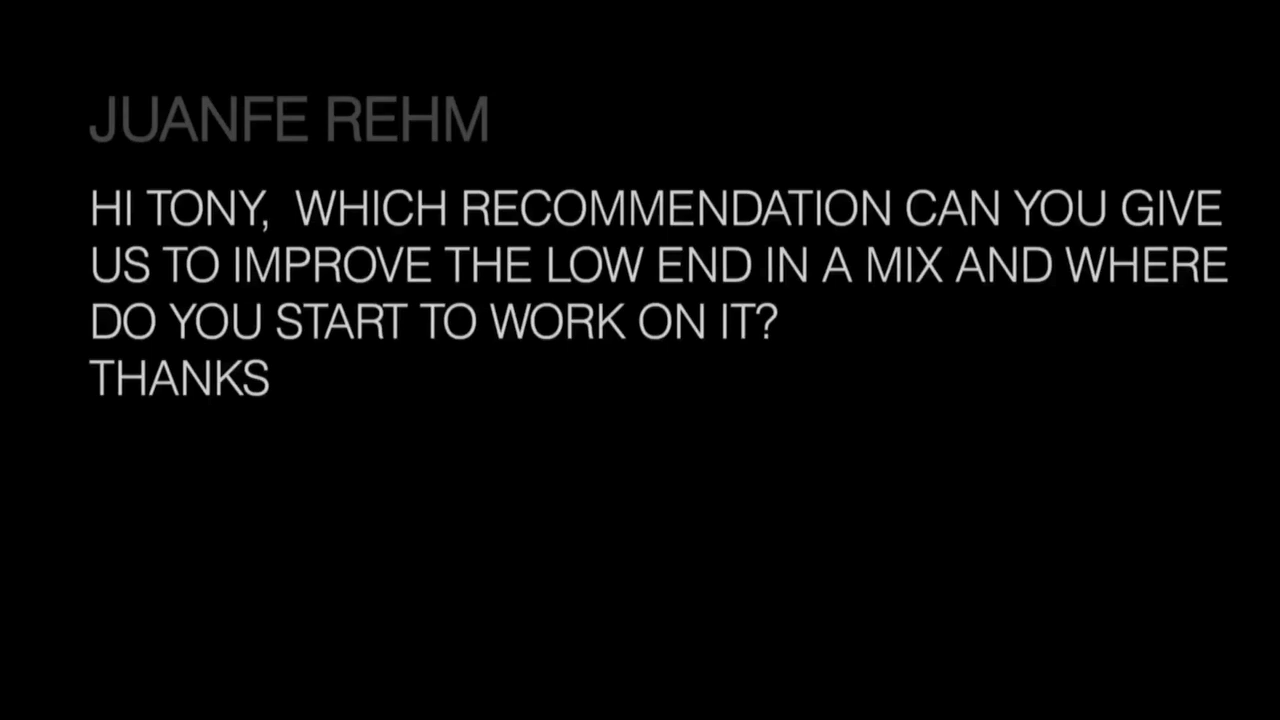 JUANFE REHM
HI TONY,  WHICH RECOMMENDATION CAN YOU GIVE
US TO IMPROVE THE LOW END IN A MIX AND WHERE
DO YOU START TO WORK ON IT?
THANKS